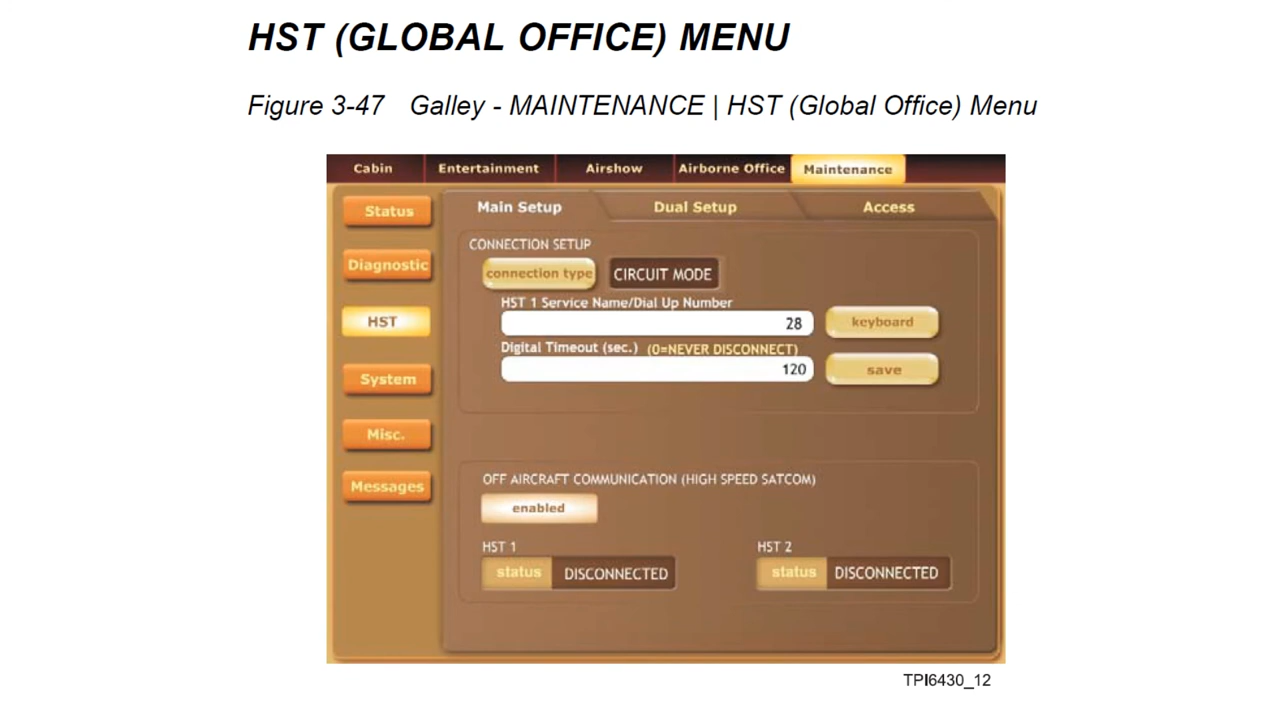 HST (GLOBAL OFFICE) MENU
Figure 3-47 Galley - MAINTENANCE | HST (Global Office) Menu
Cabin Entertainment Airshow Airborne Office Maintenance
Status Main Setup Dual Setup Access
CONNECTION SETUP
Diagnostic connection type CIRCUIT MODE
HST 1 Service Name/Dial Up Number
HST 28 keyboard
Digital Timeout (sec.) (0=NEVER DISCONNECT)
120 save
System
Misc.
OFF AIRCRAFT COMMUNICATION (HIGH SPEED SATCOM)
Messages
enabled
HST 1 HST 2
status DISCONNECTED status DISCONNECTED
TPI6430_12